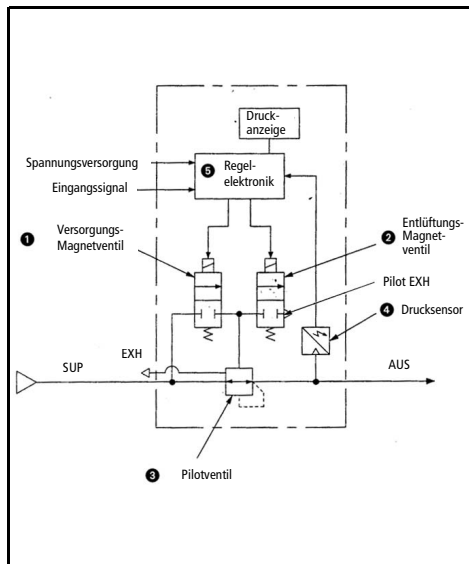 Druck-
anzeige
Spannungsversorgung
5 Regel-
elektronik
Eingangssignal
1 Versorgungs-
Magnetventil
2 Entlüftungs-
Magnet-
ventil
Pilot EXH
4 Drucksensor
SUP
EXH
AUS
3 Pilotventil